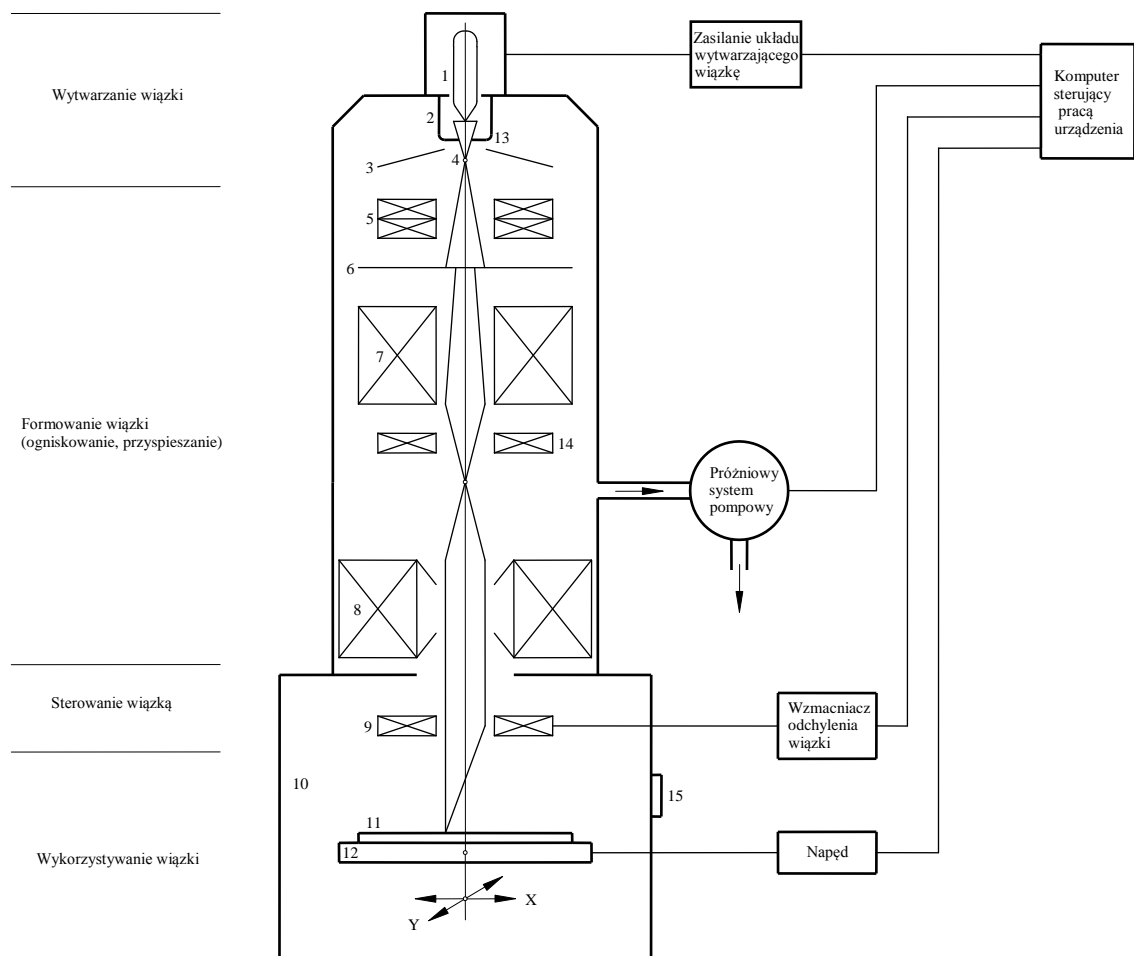 Wytwarzanie wiązki
Formowanie wiązki
(ogniskowanie, przyspieszanie)
Sterowanie wiązką
Wykorzystywanie wiązki
1
2
13
3
4
5
6
7
14
8
9
10
15
11
12
X
Y
Zasilanie układu
wytwarzającego
wiązkę
Komputer
sterujący
pracą
urządzenia
Próżniowy
system
pompowy
Wzmacniacz
odchylenia
wiązki
Napęd